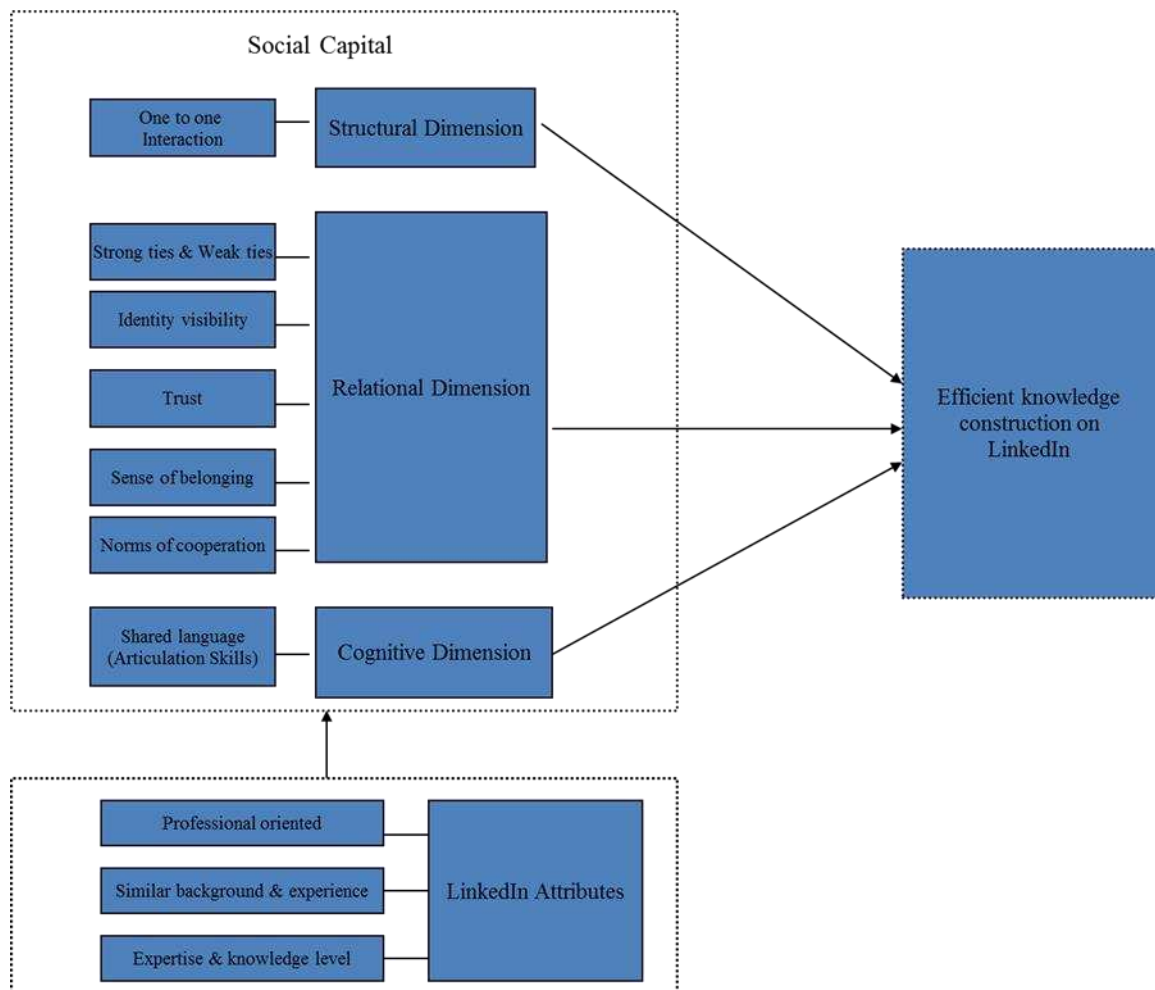 Social Capital
One to one
Interaction
Structural Dimension
Strong ties & Weak ties
Identity visibility
Trust
Sense of belonging
Norms of cooperation
Relational Dimension
Shared language
(Articulation Skills)
Cognitive Dimension
Efficient knowledge
construction on
LinkedIn
Professional oriented
Similar background & experience
Expertise & knowledge level
LinkedIn Attributes